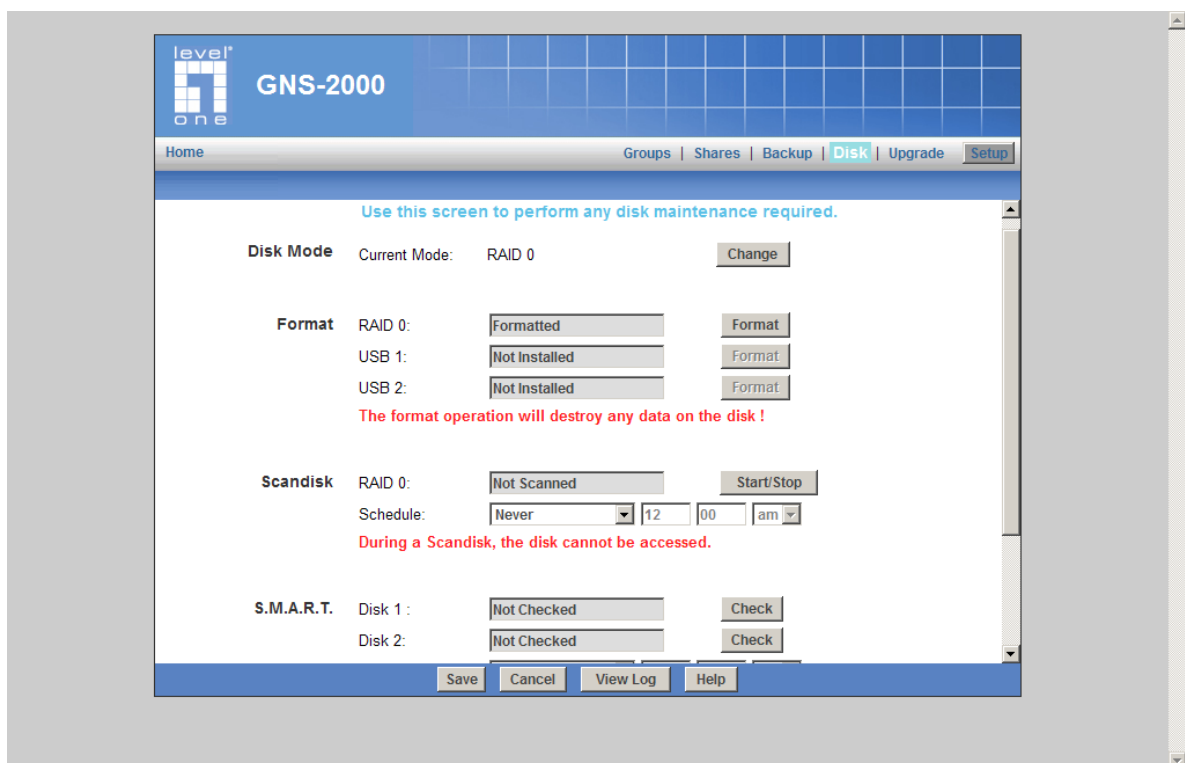 level
one
GNS-2000
Home
Groups | Shares | Backup | Disk | Upgrade Setup
Use this screen to perform any disk maintenance required.
Disk Mode Current Mode: RAID 0 Change
Format RAID 0: Formatted Format
USB 1: Not Installed Format
USB 2: Not Installed Format
The format operation will destroy any data on the disk !
Scandisk RAID 0: Not Scanned Start/Stop
Schedule: Never 12 00 am
During a Scandisk, the disk cannot be accessed.
S.M.A.R.T. Disk 1 : Not Checked Check
Disk 2: Not Checked Check
Save Cancel View Log Help